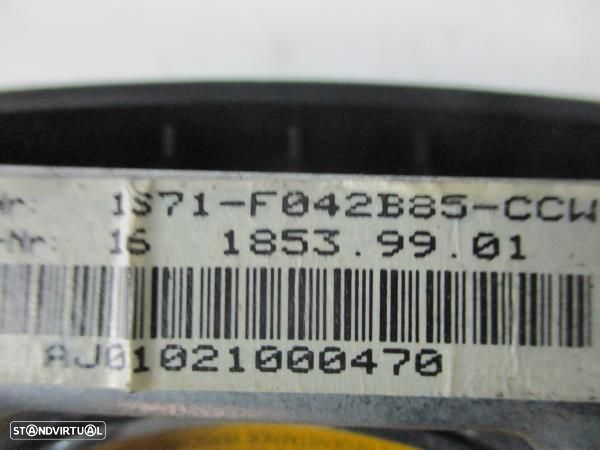 Nr: 1S71-F042B85-CCW
-Nr: 16 1853.99.01
AJ01021000470
STANDVIRTUAL